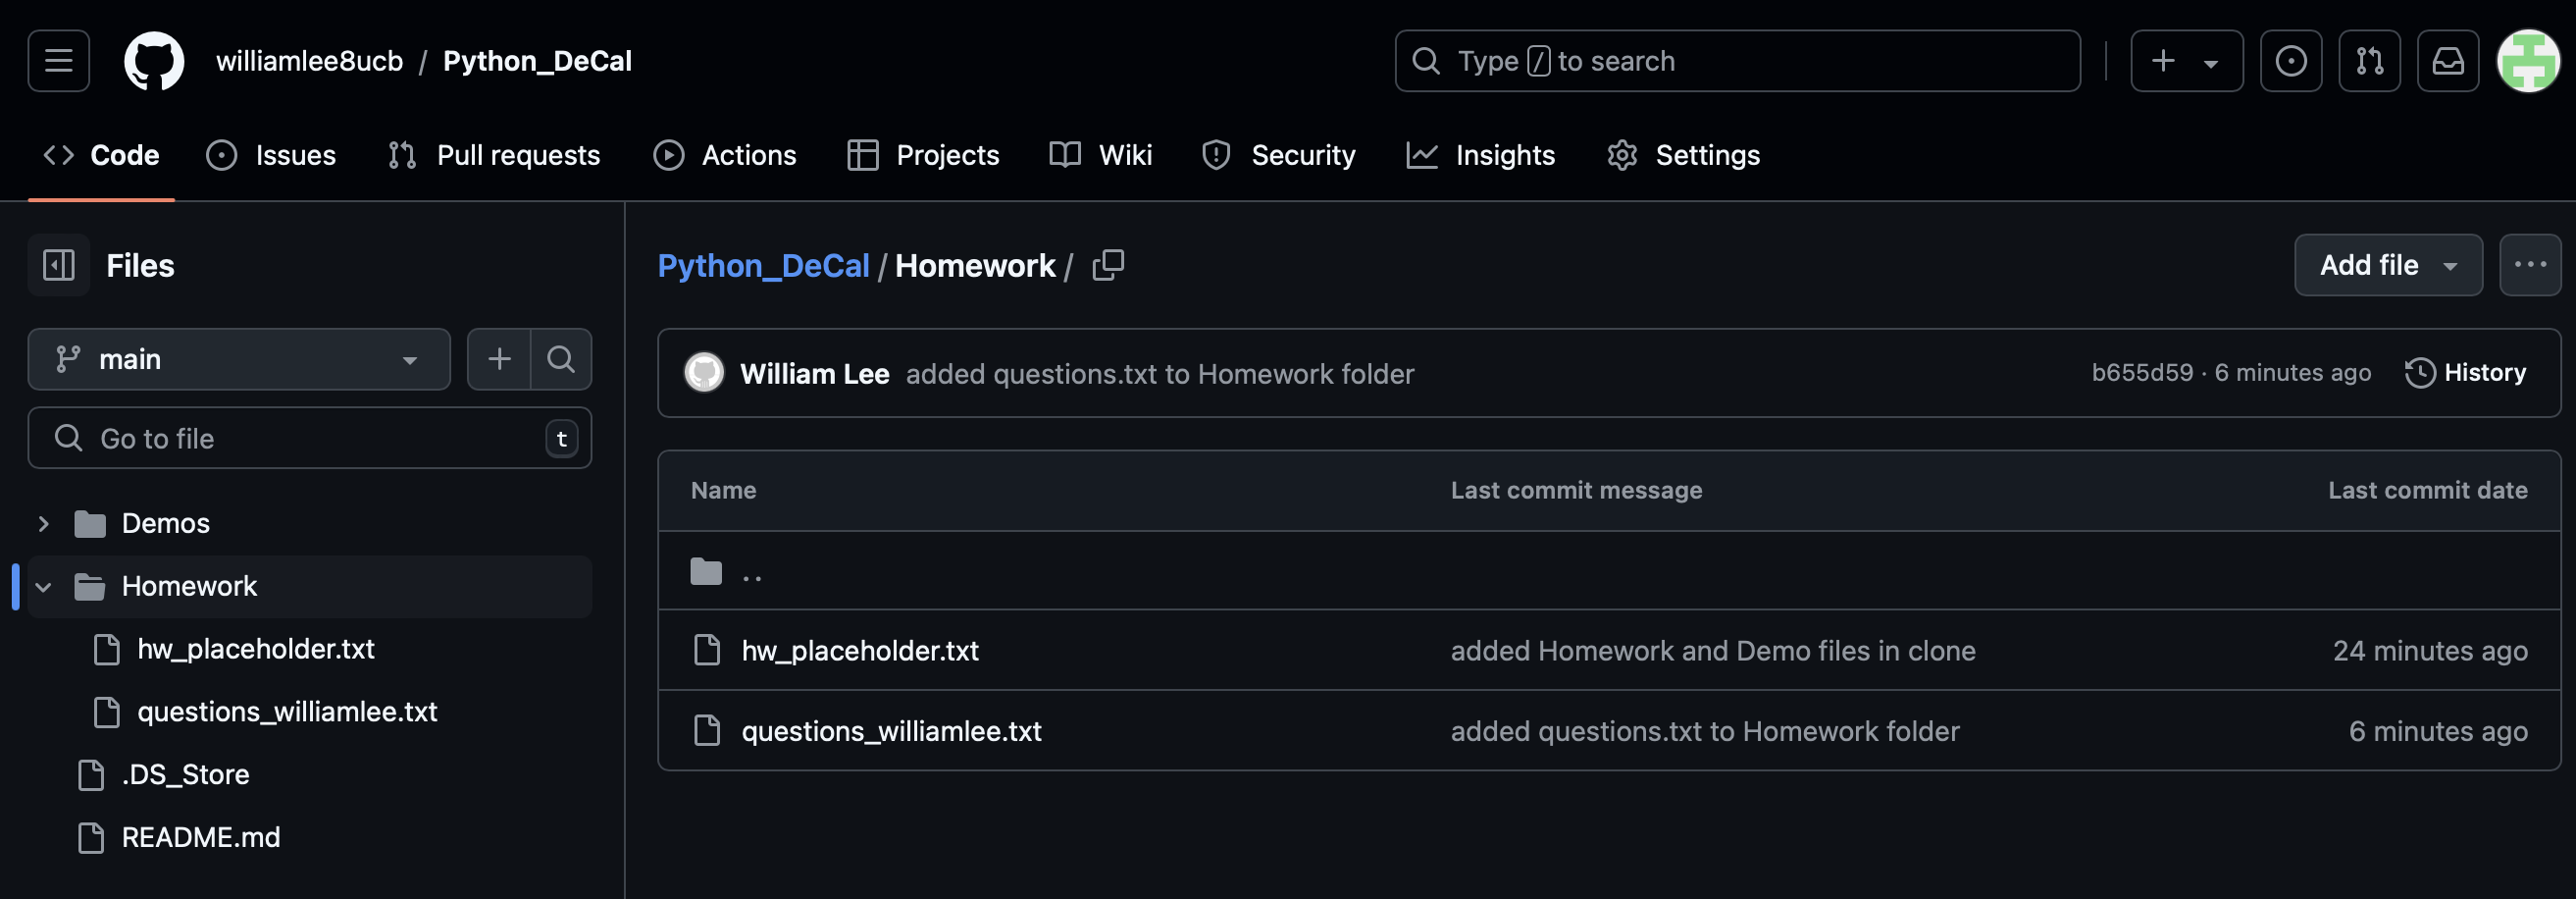 williamlee8ucb / Python_DeCal
Type / to search
Code
Issues
Pull requests
Actions
Projects
Wiki
Security
Insights
Settings
Files
main
Go to file
t
Demos
Homework
hw_placeholder.txt
questions_williamlee.txt
.DS_Store
README.md
Python_DeCal / Homework /
Add file
William Lee added questions.txt to Homework folder
b655d59 · 6 minutes ago
History
Name Last commit message Last commit date
..
hw_placeholder.txt added Homework and Demo files in clone 24 minutes ago
questions_williamlee.txt added questions.txt to Homework folder 6 minutes ago